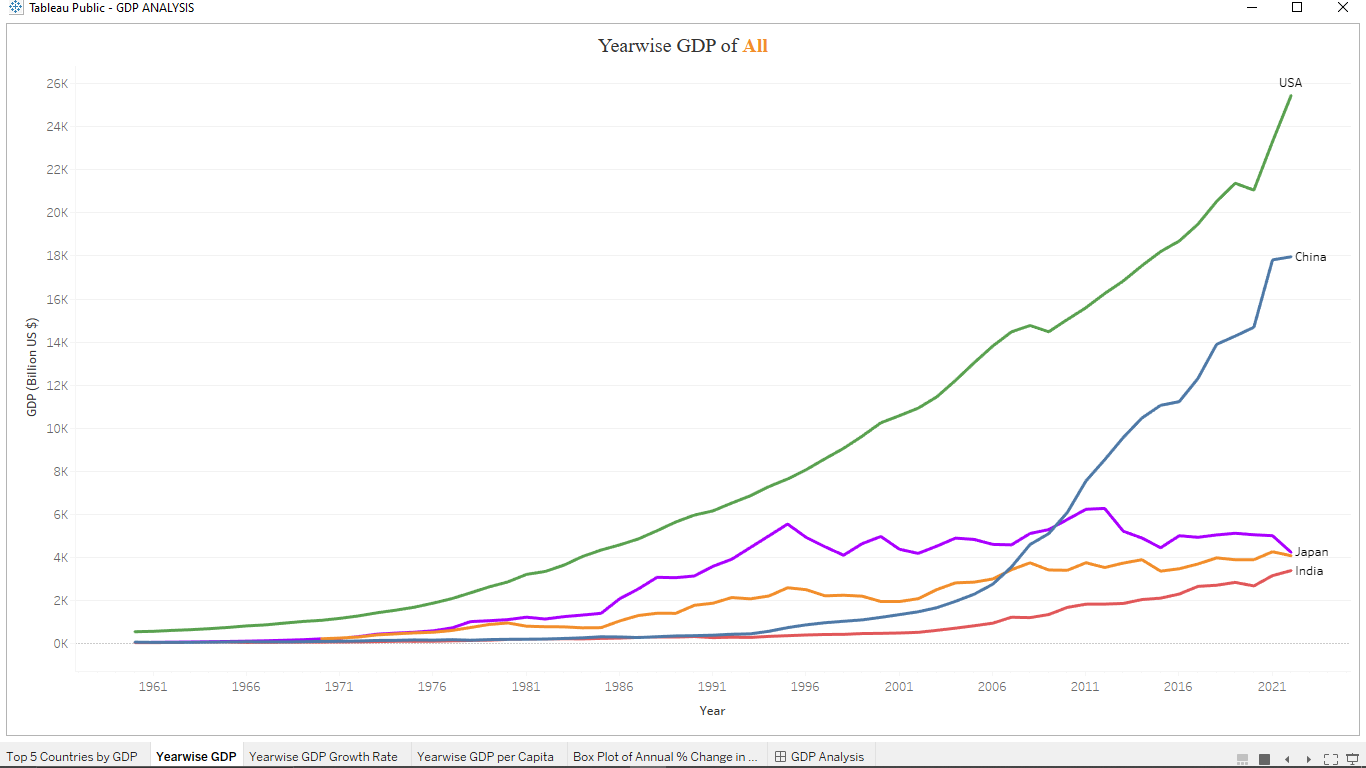 Tableau Public - GDP ANALYSIS
Yearwise GDP of All
26K
24K
22K
20K
18K
16K
14K
12K
10K
8K
6K
4K
2K
0K
GDP (Billion US $)
USA
China
Japan
India
1961 1966 1971 1976 1981 1986 1991 1996 2001 2006 2011 2016 2021
Year
Top 5 Countries by GDP Yearwise GDP Yearwise GDP Growth Rate Yearwise GDP per Capita Box Plot of Annual % Change in ... GDP Analysis